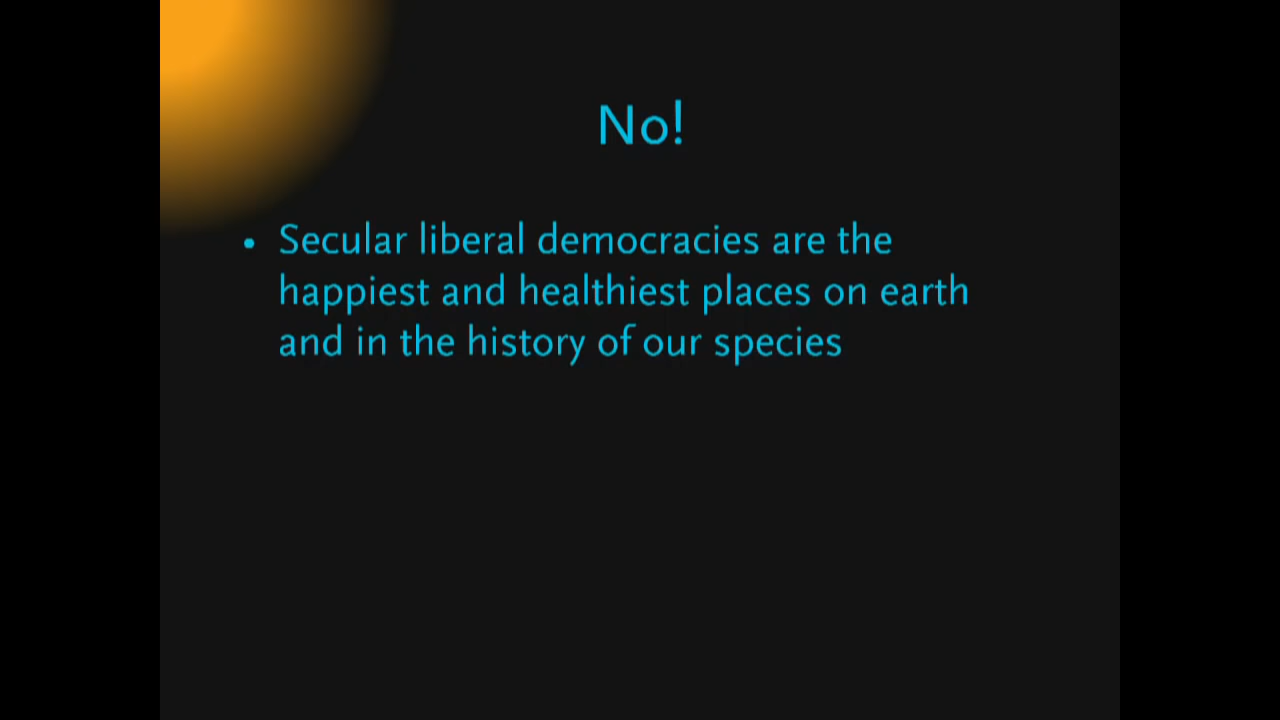 No!
• Secular liberal democracies are the
happiest and healthiest places on earth
and in the history of our species